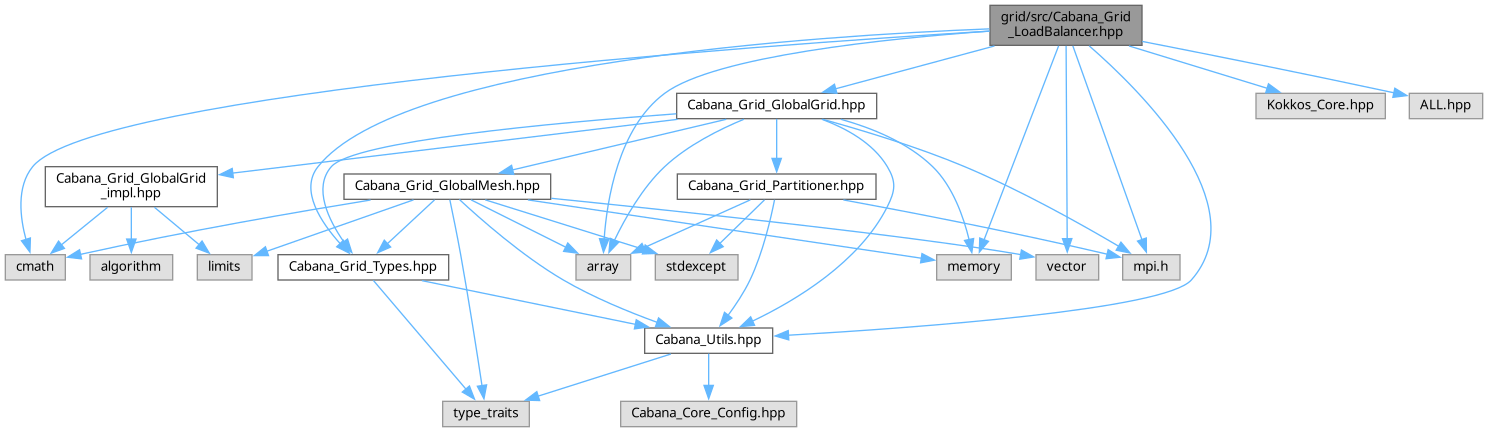 grid/src/Cabana_Grid
_LoadBalancer.hpp
Cabana_Grid_GlobalGrid.hpp
Kokkos_Core.hpp
ALL.hpp
Cabana_Grid_GlobalGrid
_impl.hpp
Cabana_Grid_GlobalMesh.hpp
Cabana_Grid_Partitioner.hpp
cmath
algorithm
limits
Cabana_Grid_Types.hpp
array
stdexcept
memory
vector
mpi.h
Cabana_Utils.hpp
type_traits
Cabana_Core_Config.hpp